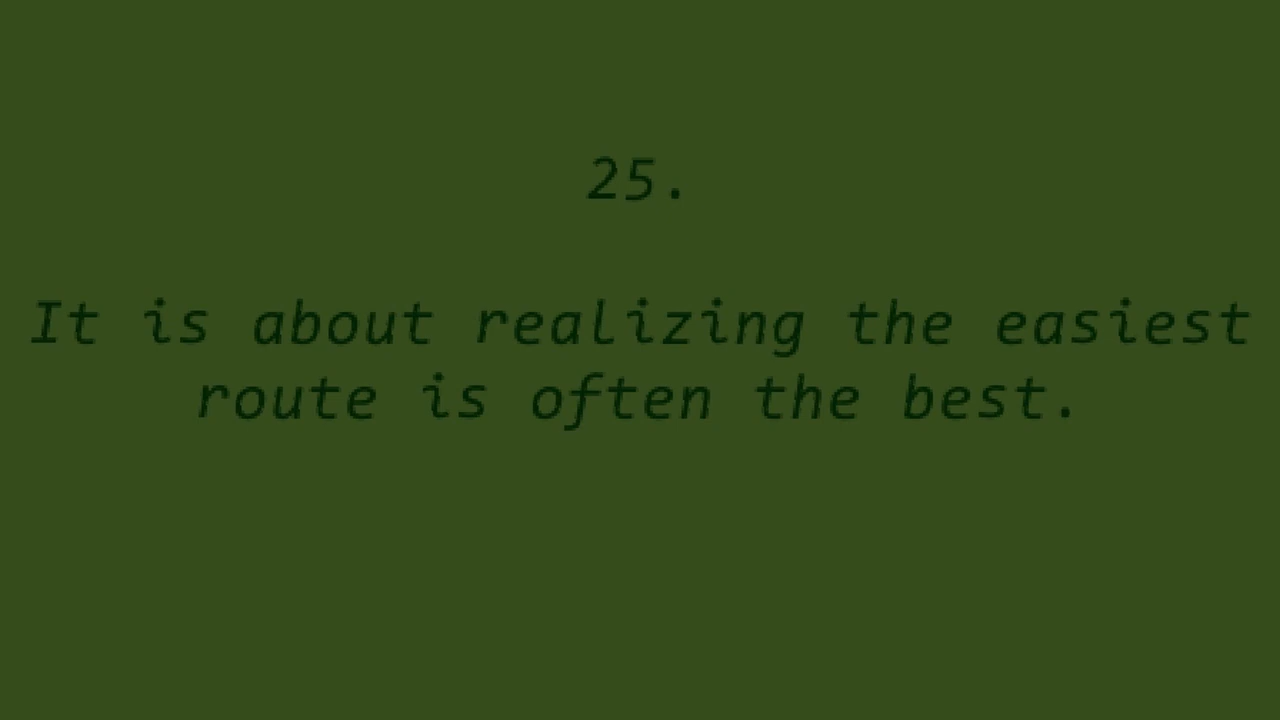 25.
It is about realizing the easiest
route is often the best.